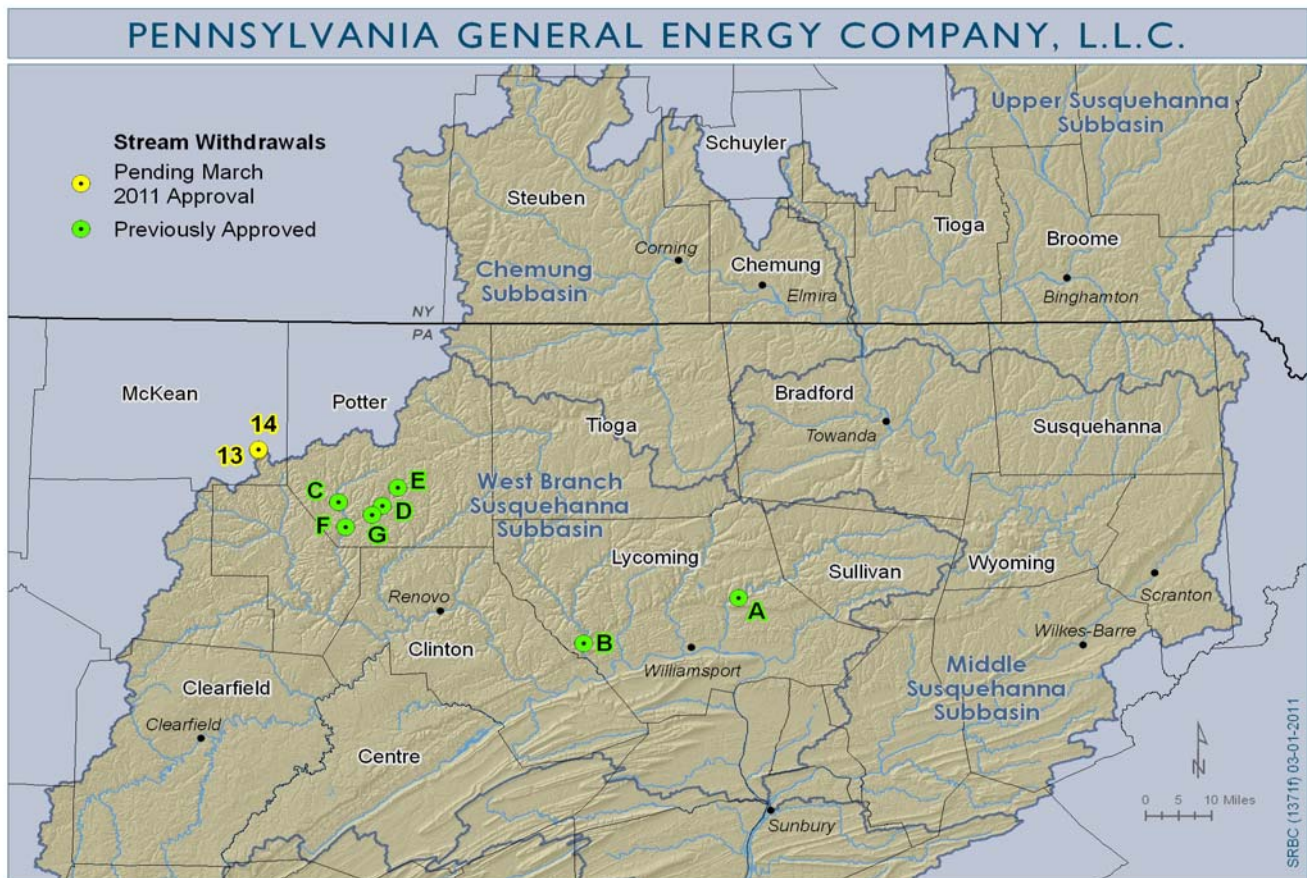 PENNSYLVANIA GENERAL ENERGY COMPANY, L.L.C.
Stream Withdrawals
Pending March
2011 Approval
Previously Approved
Upper Susquehanna
Subbasin
Schuyler
Steuben
Tioga
Broome
Corning
Chemung
Chemung
Subbasin
Elmira
Binghamton
NY
PA
McKean
Potter
Bradford
Tioga
Towanda
Susquehanna
14
13
E
C
D
F
G
West Branch
Susquehanna
Subbasin
Lycoming
Sullivan
Wyoming
Scranton
Renovo
A
B
Wilkes-Barre
Clinton
Williamsport
Middle
Susquehanna
Subbasin
Clearfield
Clearfield
Centre
N
0 5 10 Miles
Sunbury
SRBC (1371f) 03-01-2011